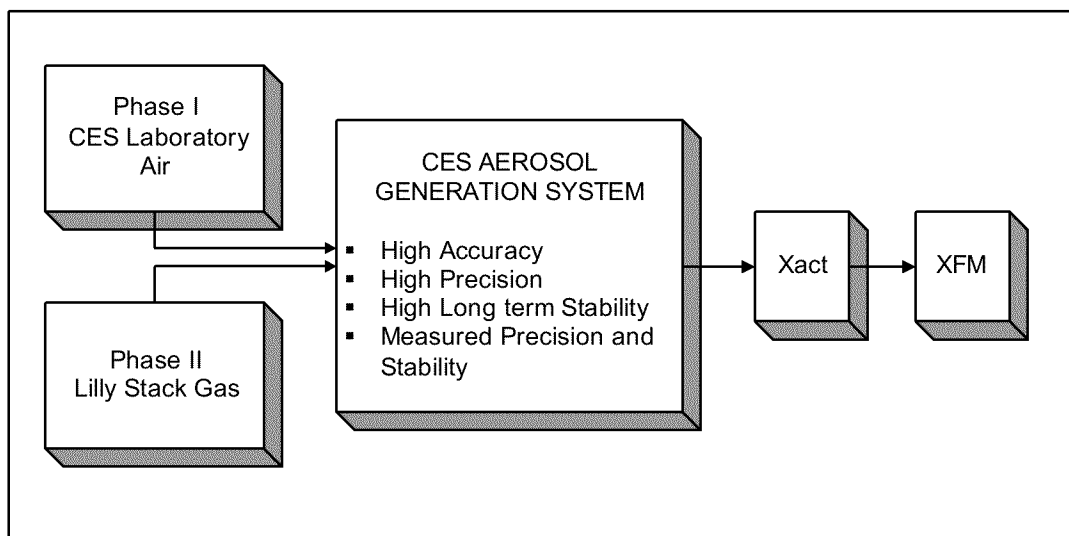 Phase I
CES Laboratory
Air
Phase II
Lilly Stack Gas
CES AEROSOL
GENERATION SYSTEM
▪ High Accuracy
▪ High Precision
▪ High Long term Stability
▪ Measured Precision and
Stability
Xact
XFM